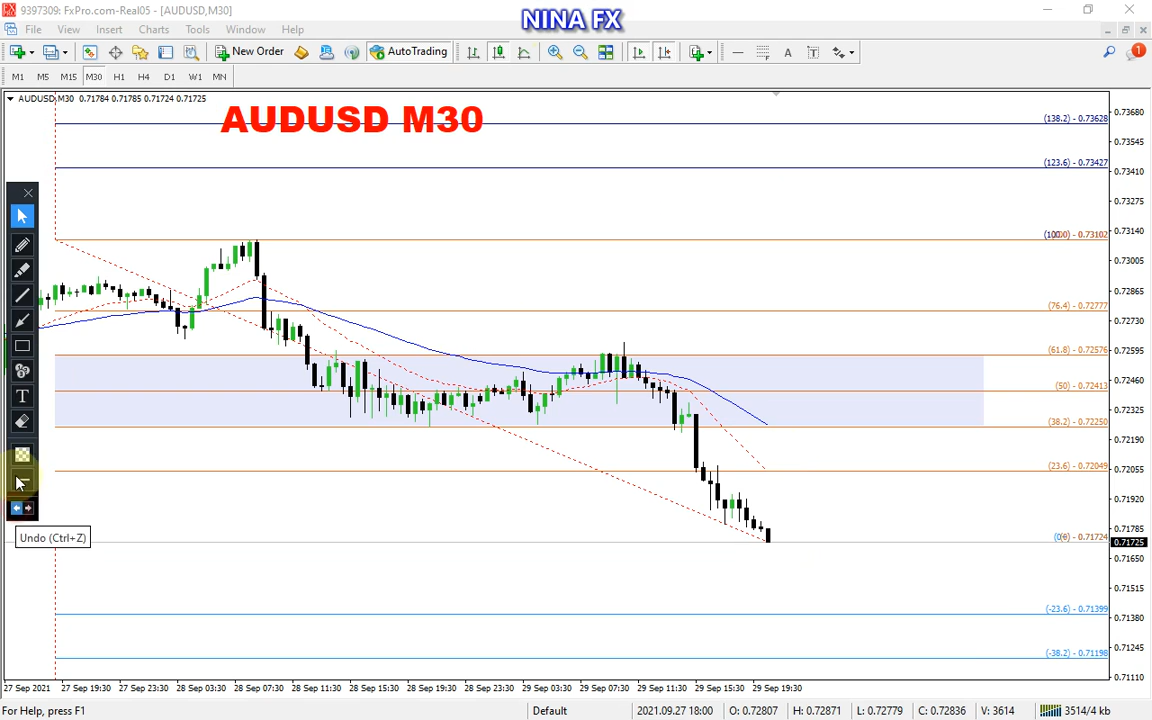 9397309: FxPro.com-Real05 - [AUDUSD,M30]
NINA FX
File View Insert Charts Tools Window Help
New Order AutoTrading A T 1
M1 M5 M15 M30 H1 H4 D1 W1 MN
AUDUSD,M30 0.71784 0.71785 0.71724 0.71725
AUDUSD M30
(138.2) - 0.73628
(123.6) - 0.73427
0.73102
(76.4) - 0.72777
(61.8) - 0.72576
(50) - 0.72413
(38.2) - 0.72250
(23.6) - 0.72049
0.71724
(-23.6) - 0.71399
(-38.2) - 0.71198
0.73680
0.73545
0.73410
0.73275
0.73140
0.73005
0.72865
0.72730
0.72595
0.72460
0.72325
0.72190
0.72055
0.71920
0.71785
0.71725
0.71650
0.71515
0.71380
0.71245
0.71110
T
Undo (Ctrl+Z)
27 Sep 2021 27 Sep 19:30 27 Sep 23:30 28 Sep 03:30 28 Sep 07:30 28 Sep 11:30 28 Sep 15:30 28 Sep 19:30 28 Sep 23:30 29 Sep 03:30 29 Sep 07:30 29 Sep 11:30 29 Sep 15:30 29 Sep 19:30
For Help, press F1 Default 2021.09.27 18:00 O: 0.72807 H: 0.72871 L: 0.72779 C: 0.72836 V: 3614 3514/4 kb